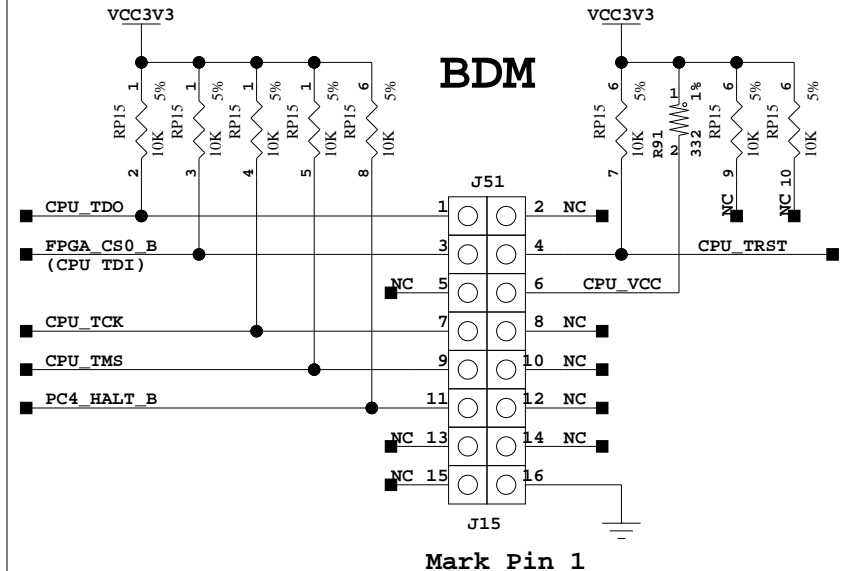 VCC3V3
VCC3V3
BDM
1
5%
RP15
10K
2
1
5%
RP15
10K
3
1
5%
RP15
10K
4
1
5%
RP15
10K
5
6
5%
RP15
10K
8
6
5%
RP15
10K
7
1
1%
R91
332
2
6
5%
RP15
10K
9
NC
6
5%
RP15
10K
10
NC
J51
CPU_TDO 1 2 NC
FPGA_CS0_B 3 4 CPU_TRST
(CPU TDI)
NC 5 6 CPU_VCC
CPU_TCK 7 8 NC
CPU_TMS 9 10 NC
PC4_HALT_B 11 12 NC
NC 13 14 NC
NC 15 16
J15
Mark Pin 1